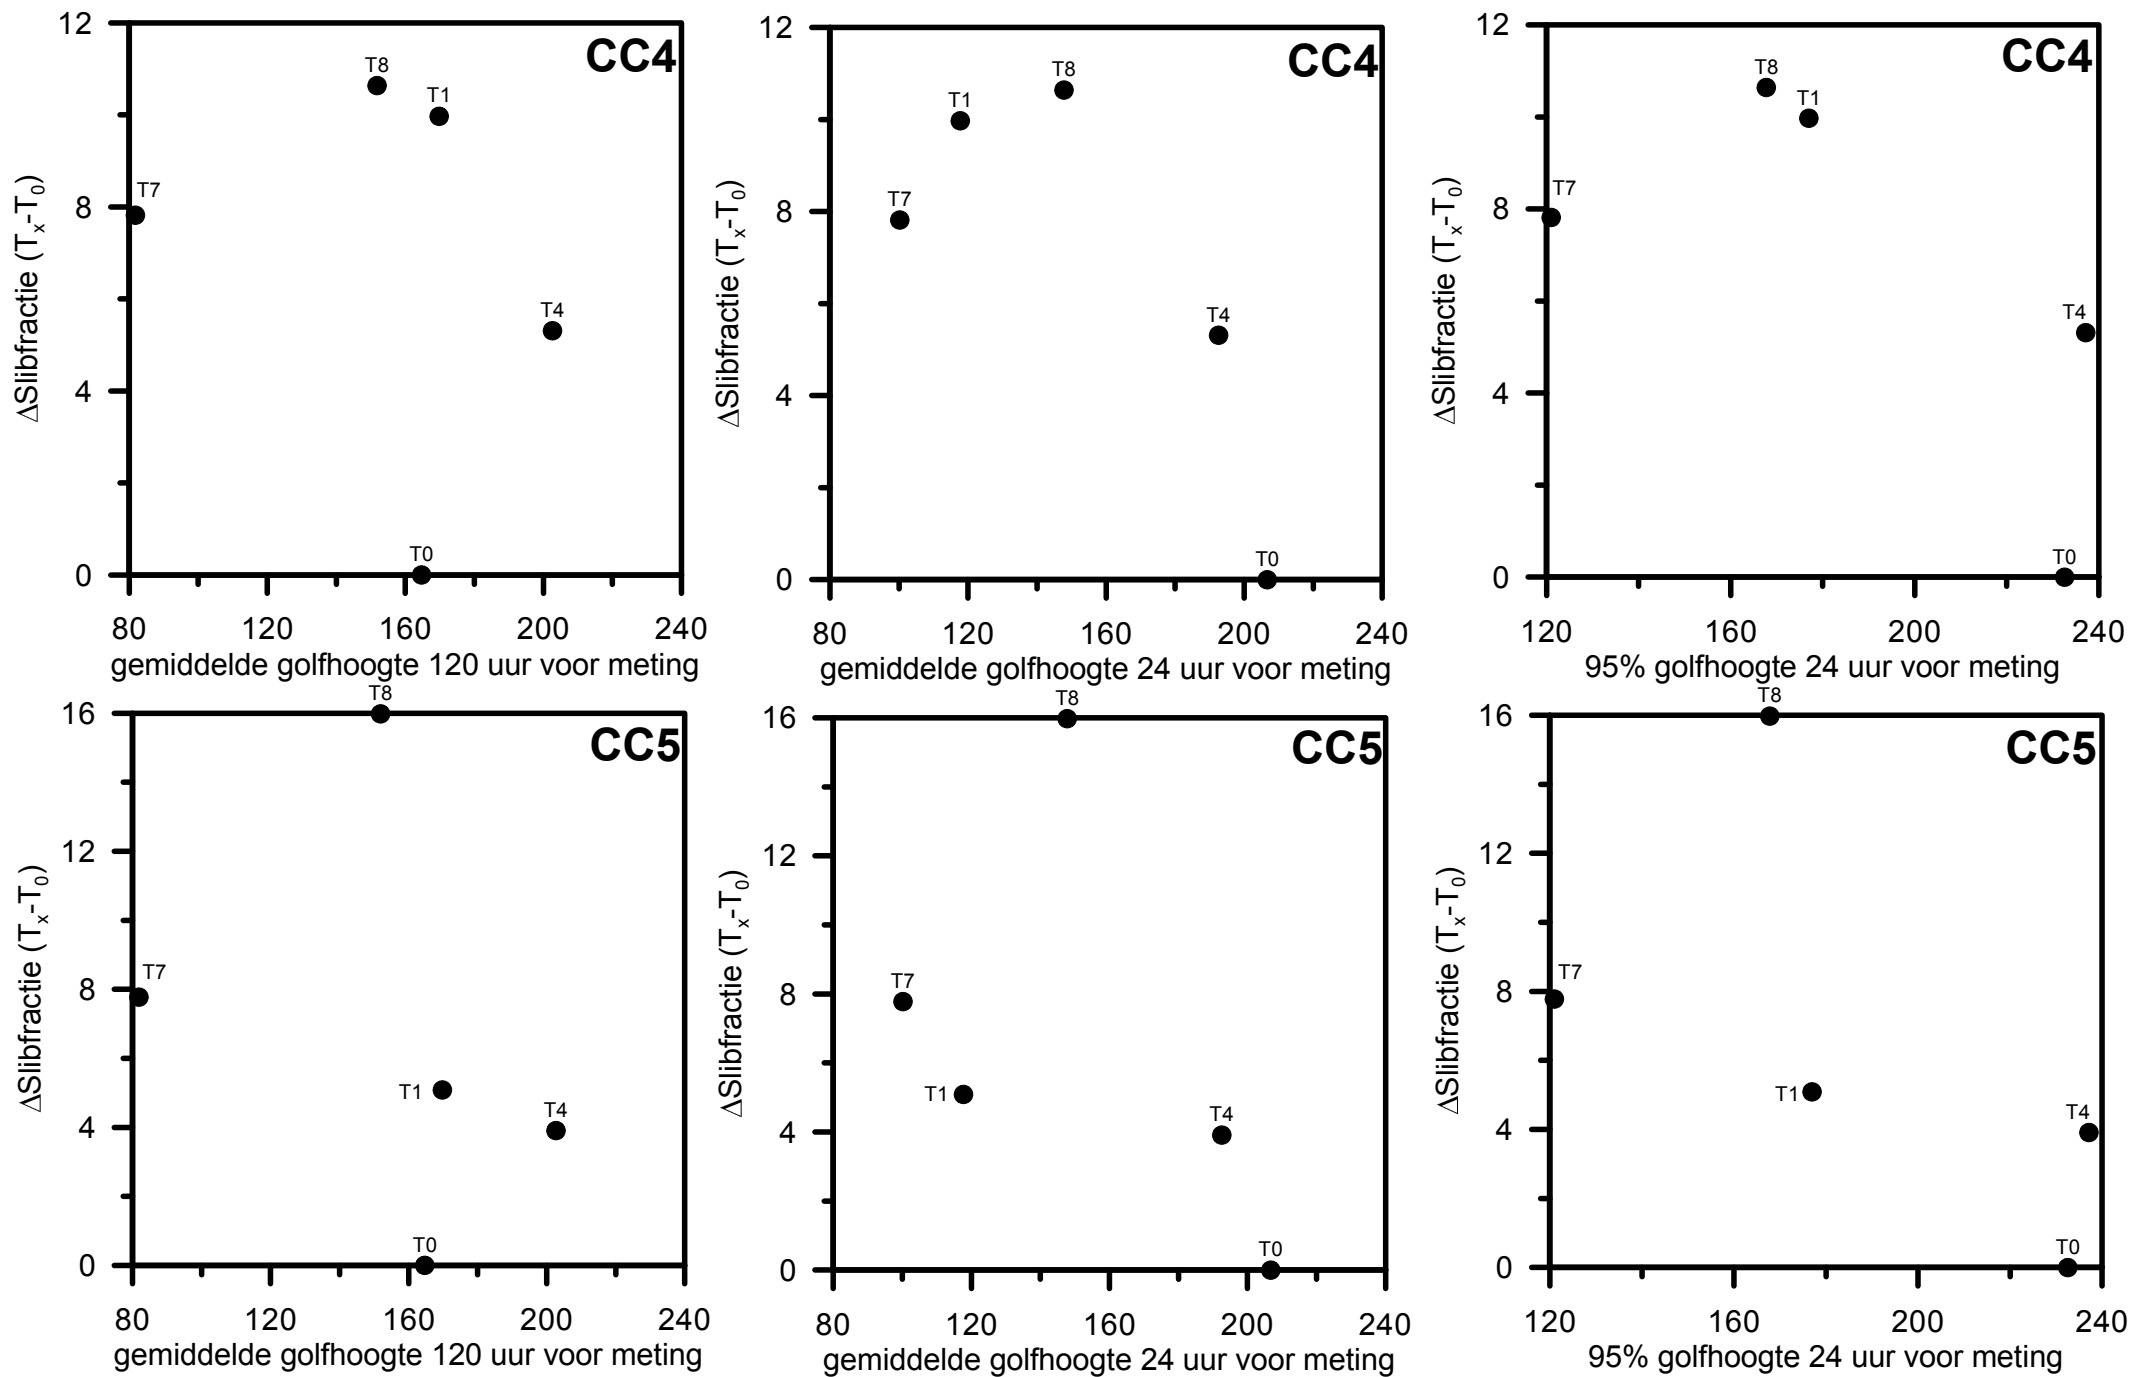 12
CC4
T8
T1
T7
8
T4
4
T0
0
80 120 160 200 240
gemiddelde golfhoogte 120 uur voor meting
ΔSlibfractie (Tx-T0)
12
CC4
T8
T1
T7
8
T4
4
T0
0
80 120 160 200 240
gemiddelde golfhoogte 24 uur voor meting
ΔSlibfractie (Tx-T0)
12
CC4
T8
T1
T7
8
T4
4
T0
0
120 160 200 240
95% golfhoogte 24 uur voor meting
ΔSlibfractie (Tx-T0)
T8
16
CC5
12
T7
8
T1
T4
4
T0
0
80 120 160 200 240
gemiddelde golfhoogte 120 uur voor meting
ΔSlibfractie (Tx-T0)
T8
16
CC5
12
T7
8
T1
T4
4
T0
0
80 120 160 200 240
gemiddelde golfhoogte 24 uur voor meting
ΔSlibfractie (Tx-T0)
T8
16
CC5
12
T7
8
T1
T4
4
T0
0
120 160 200 240
95% golfhoogte 24 uur voor meting
ΔSlibfractie (Tx-T0)